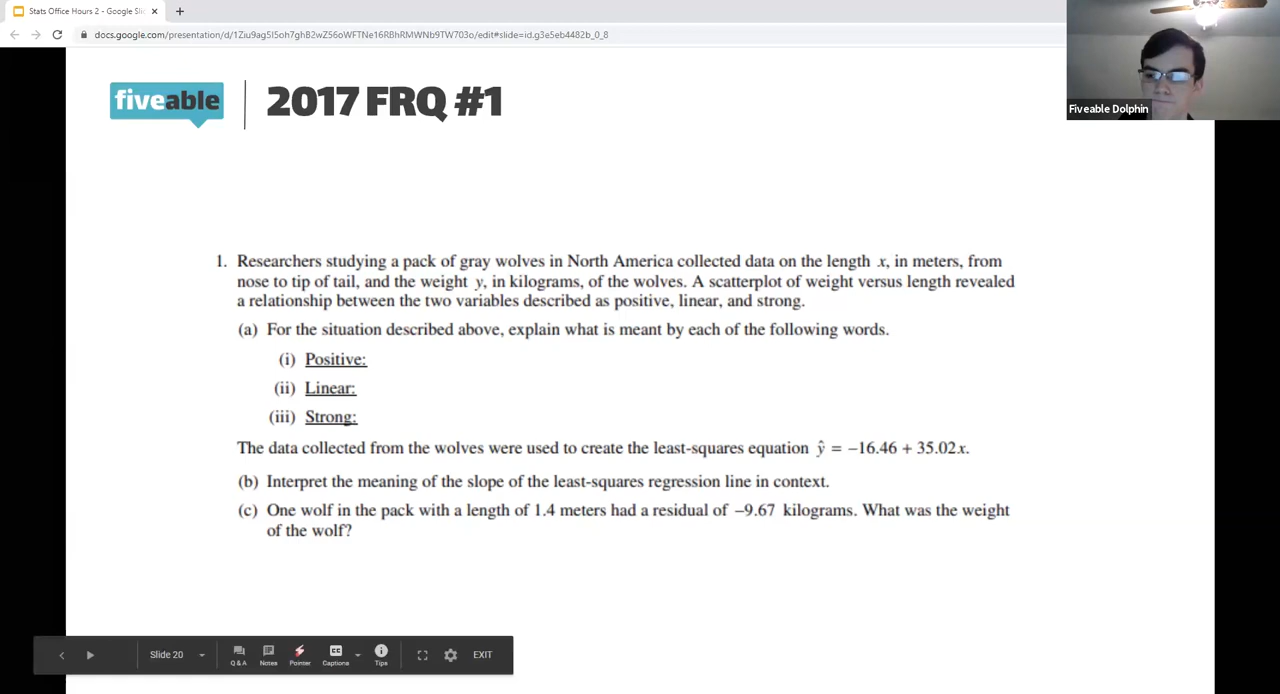 Stats Office Hours 2 - Google Sli
docs.google.com/presentation/d/1Ziu9ag5I5oh7ghB2wZ56oWFTNe16RBhRMWNb9TW703o/edit#slide=id.g3e5eb4482b_0_8
Fiveable Dolphin
fiveable
2017 FRQ #1
1. Researchers studying a pack of gray wolves in North America collected data on the length x, in meters, from
nose to tip of tail, and the weight y, in kilograms, of the wolves. A scatterplot of weight versus length revealed
a relationship between the two variables described as positive, linear, and strong.
(a) For the situation described above, explain what is meant by each of the following words.
(i) Positive:
(ii) Linear:
(iii) Strong:
The data collected from the wolves were used to create the least-squares equation ŷ = −16.46 + 35.02x.
(b) Interpret the meaning of the slope of the least-squares regression line in context.
(c) One wolf in the pack with a length of 1.4 meters had a residual of −9.67 kilograms. What was the weight
of the wolf?
Slide 20
Q & A
Notes
Pointer
CC
Captions
Tips
EXIT